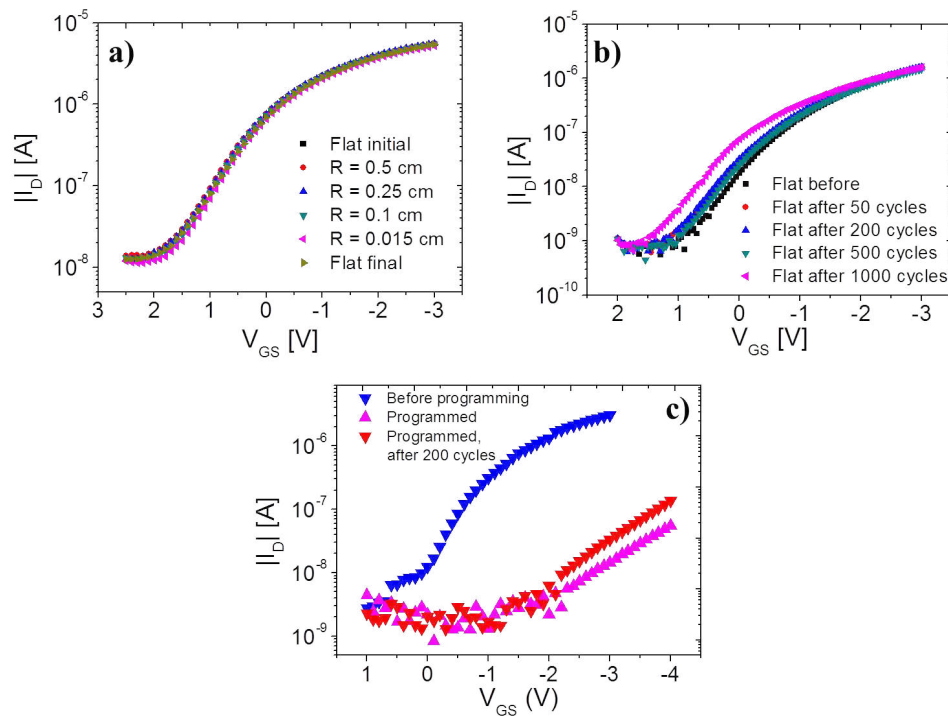 a)
|I_D| [A]
10^-5
10^-6
10^-7
10^-8
Flat initial
R = 0.5 cm
R = 0.25 cm
R = 0.1 cm
R = 0.015 cm
Flat final
3 2 1 0 -1 -2 -3
V_GS [V]
b)
|I_D| [A]
10^-5
10^-6
10^-7
10^-8
10^-9
10^-10
Flat before
Flat after 50 cycles
Flat after 200 cycles
Flat after 500 cycles
Flat after 1000 cycles
2 1 0 -1 -2 -3
V_GS [V]
c)
Before programming
Programmed
Programmed,
after 200 cycles
|I_D| [A]
10^-6
10^-7
10^-8
10^-9
1 0 -1 -2 -3 -4
V_GS (V)